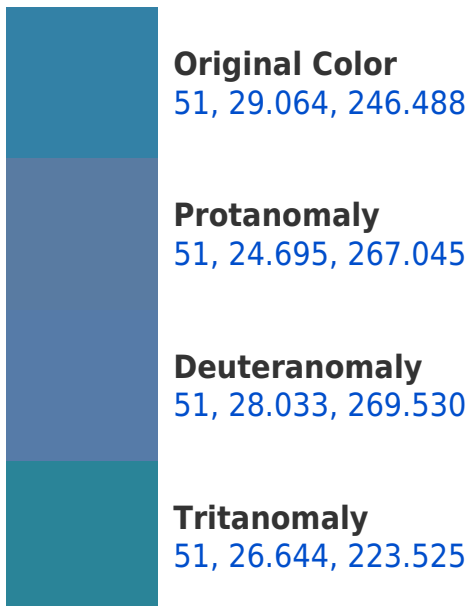 Original Color
51, 29.064, 246.488
Protanomaly
51, 24.695, 267.045
Deuteranomaly
51, 28.033, 269.530
Tritanomaly
51, 26.644, 223.525